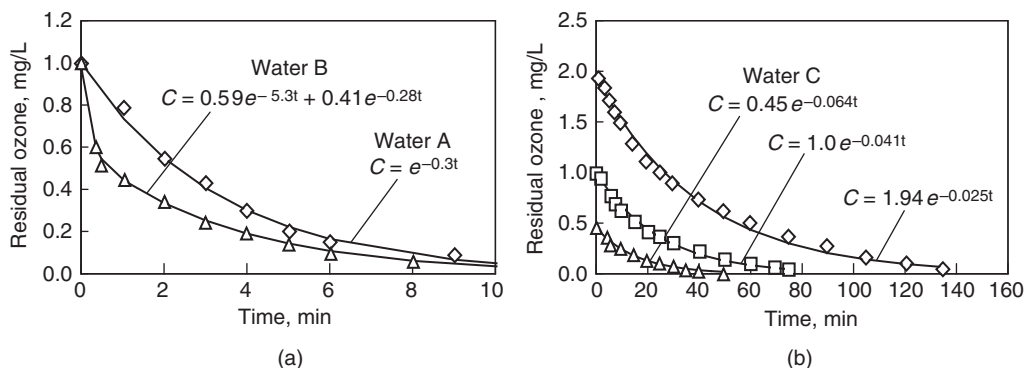 1.2
1.0
0.8
0.6
0.4
0.2
0.0
Residual ozone, mg/L
0 2 4 6 8 10
Time, min
Water B
C = 0.59e^–5.3t + 0.41e^–0.28t
Water A
C = e^–0.3t
(a)
2.5
2.0
1.5
1.0
0.5
0.0
Residual ozone , mg/L
0 20 40 60 80 100 120 140 160
Time, min
Water C
C = 0.45e^–0.064t
C = 1.0e^–0.041t
C = 1.94e^–0.025t
(b)